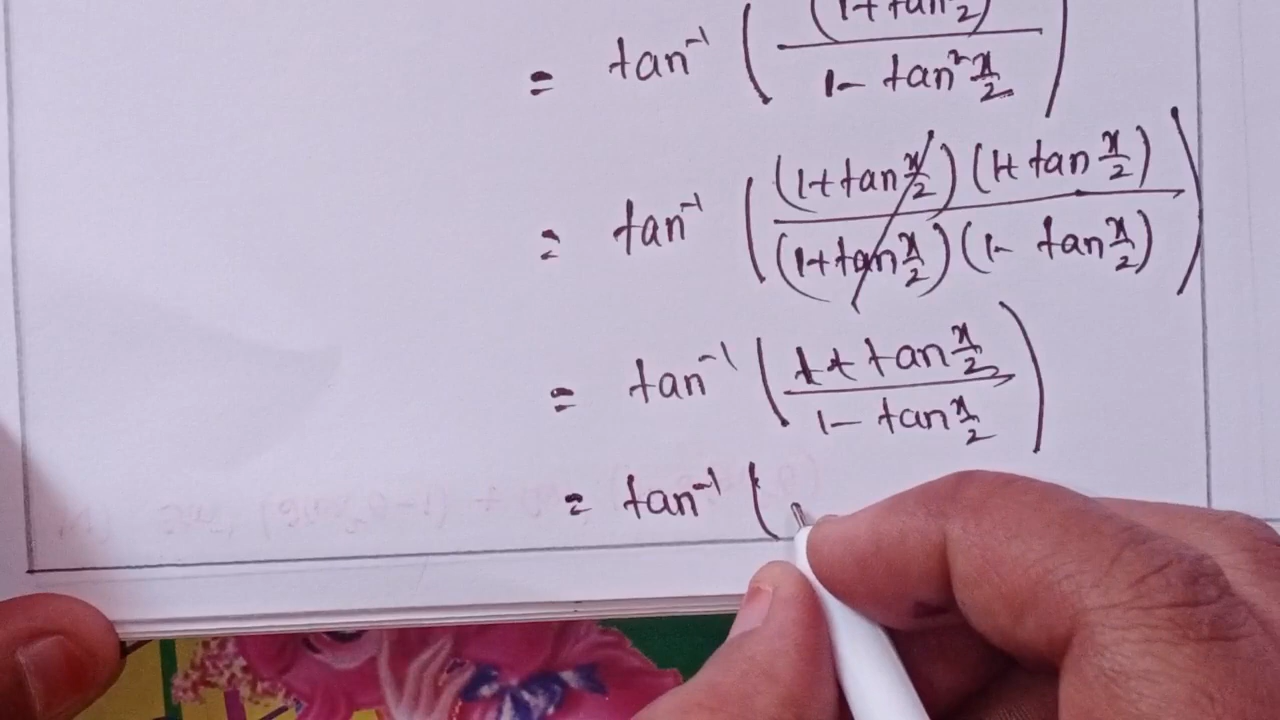 = tan⁻¹ ( (1+tan x/2) / 1 - tan² x/2 )
= tan⁻¹ ( (1+tan x/2) (1+ tan x/2) / (1+tan x/2) (1 - tan x/2) )
= tan⁻¹ ( 1 + tan x/2 / 1 - tan x/2 )
= tan⁻¹ (